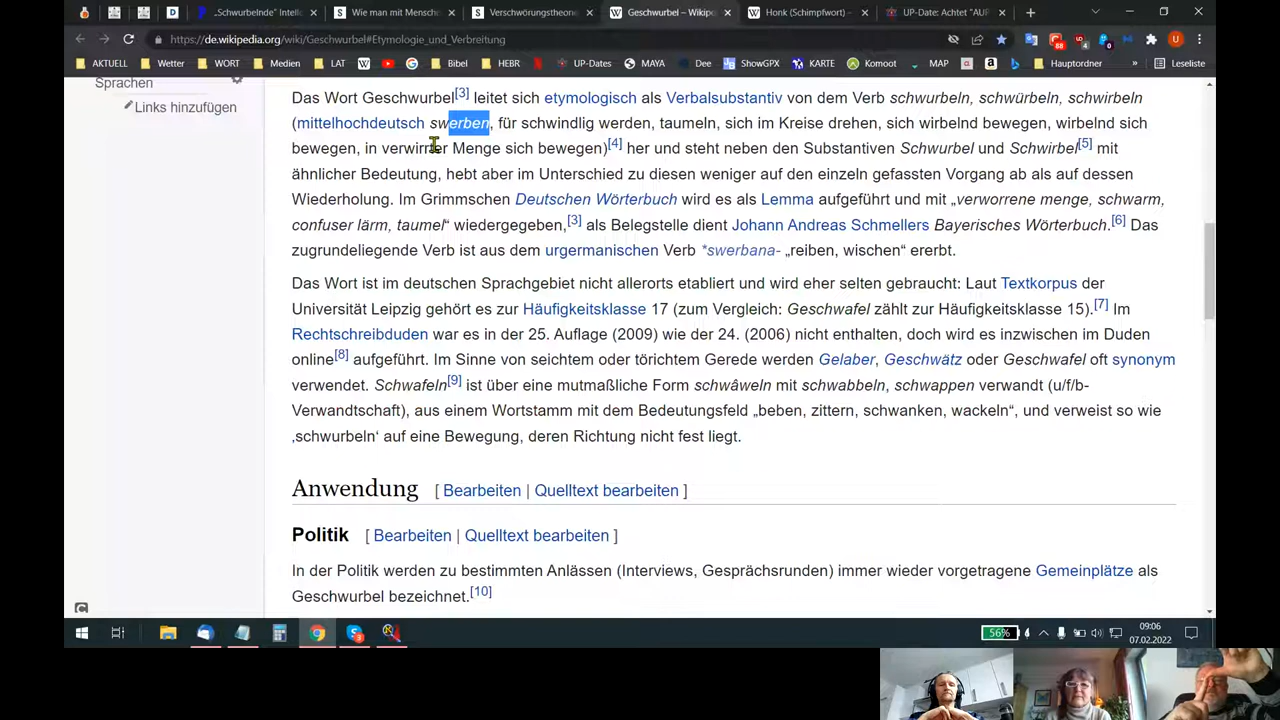 „Schwurbelnde" Intelle
Wie man mit Mensche
Verschwörungstheorie
Geschwurbel – Wikipe
Honk (Schimpfwort) –
UP-Date: Achtet "AUF
https://de.wikipedia.org/wiki/Geschwurbel#Etymologie_und_Verbreitung
AKTUELL
Wetter
WORT
Medien
LAT
Bibel
HEBR
UP-Dates
MAYA
Dee
ShowGPX
KARTE
Komoot
MAP
Hauptordner
Leseliste
Sprachen
Links hinzufügen
Das Wort Geschwurbel[3] leitet sich etymologisch als Verbalsubstantiv von dem Verb schwurbeln, schwürbeln, schwirbeln
(mittelhochdeutsch swerben, für schwindlig werden, taumeln, sich im Kreise drehen, sich wirbelnd bewegen, wirbelnd sich
bewegen, in verwirrter Menge sich bewegen)[4] her und steht neben den Substantiven Schwurbel und Schwirbel[5] mit
ähnlicher Bedeutung, hebt aber im Unterschied zu diesen weniger auf den einzeln gefassten Vorgang ab als auf dessen
Wiederholung. Im Grimmschen Deutschen Wörterbuch wird es als Lemma aufgeführt und mit „verworrene menge, schwarm,
confuser lärm, taumel“ wiedergegeben,[3] als Belegstelle dient Johann Andreas Schmellers Bayerisches Wörterbuch.[6] Das
zugrundeliegende Verb ist aus dem urgermanischen Verb *swerbana- „reiben, wischen“ ererbt.
Das Wort ist im deutschen Sprachgebiet nicht allerorts etabliert und wird eher selten gebraucht: Laut Textkorpus der
Universität Leipzig gehört es zur Häufigkeitsklasse 17 (zum Vergleich: Geschwafel zählt zur Häufigkeitsklasse 15).[7] Im
Rechtschreibduden war es in der 25. Auflage (2009) wie der 24. (2006) nicht enthalten, doch wird es inzwischen im Duden
online[8] aufgeführt. Im Sinne von seichtem oder törichtem Gerede werden Gelaber, Geschwätz oder Geschwafel oft synonym
verwendet. Schwafeln[9] ist über eine mutmaßliche Form schwâweln mit schwabbeln, schwappen verwandt (u/f/b-
Verwandtschaft), aus einem Wortstamm mit dem Bedeutungsfeld „beben, zittern, schwanken, wackeln“, und verweist so wie
‚schwurbeln‘ auf eine Bewegung, deren Richtung nicht fest liegt.
Anwendung [ Bearbeiten | Quelltext bearbeiten ]
Politik [ Bearbeiten | Quelltext bearbeiten ]
In der Politik werden zu bestimmten Anlässen (Interviews, Gesprächsrunden) immer wieder vorgetragene Gemeinplätze als
Geschwurbel bezeichnet.[10]
56%
09:06
07.02.2022